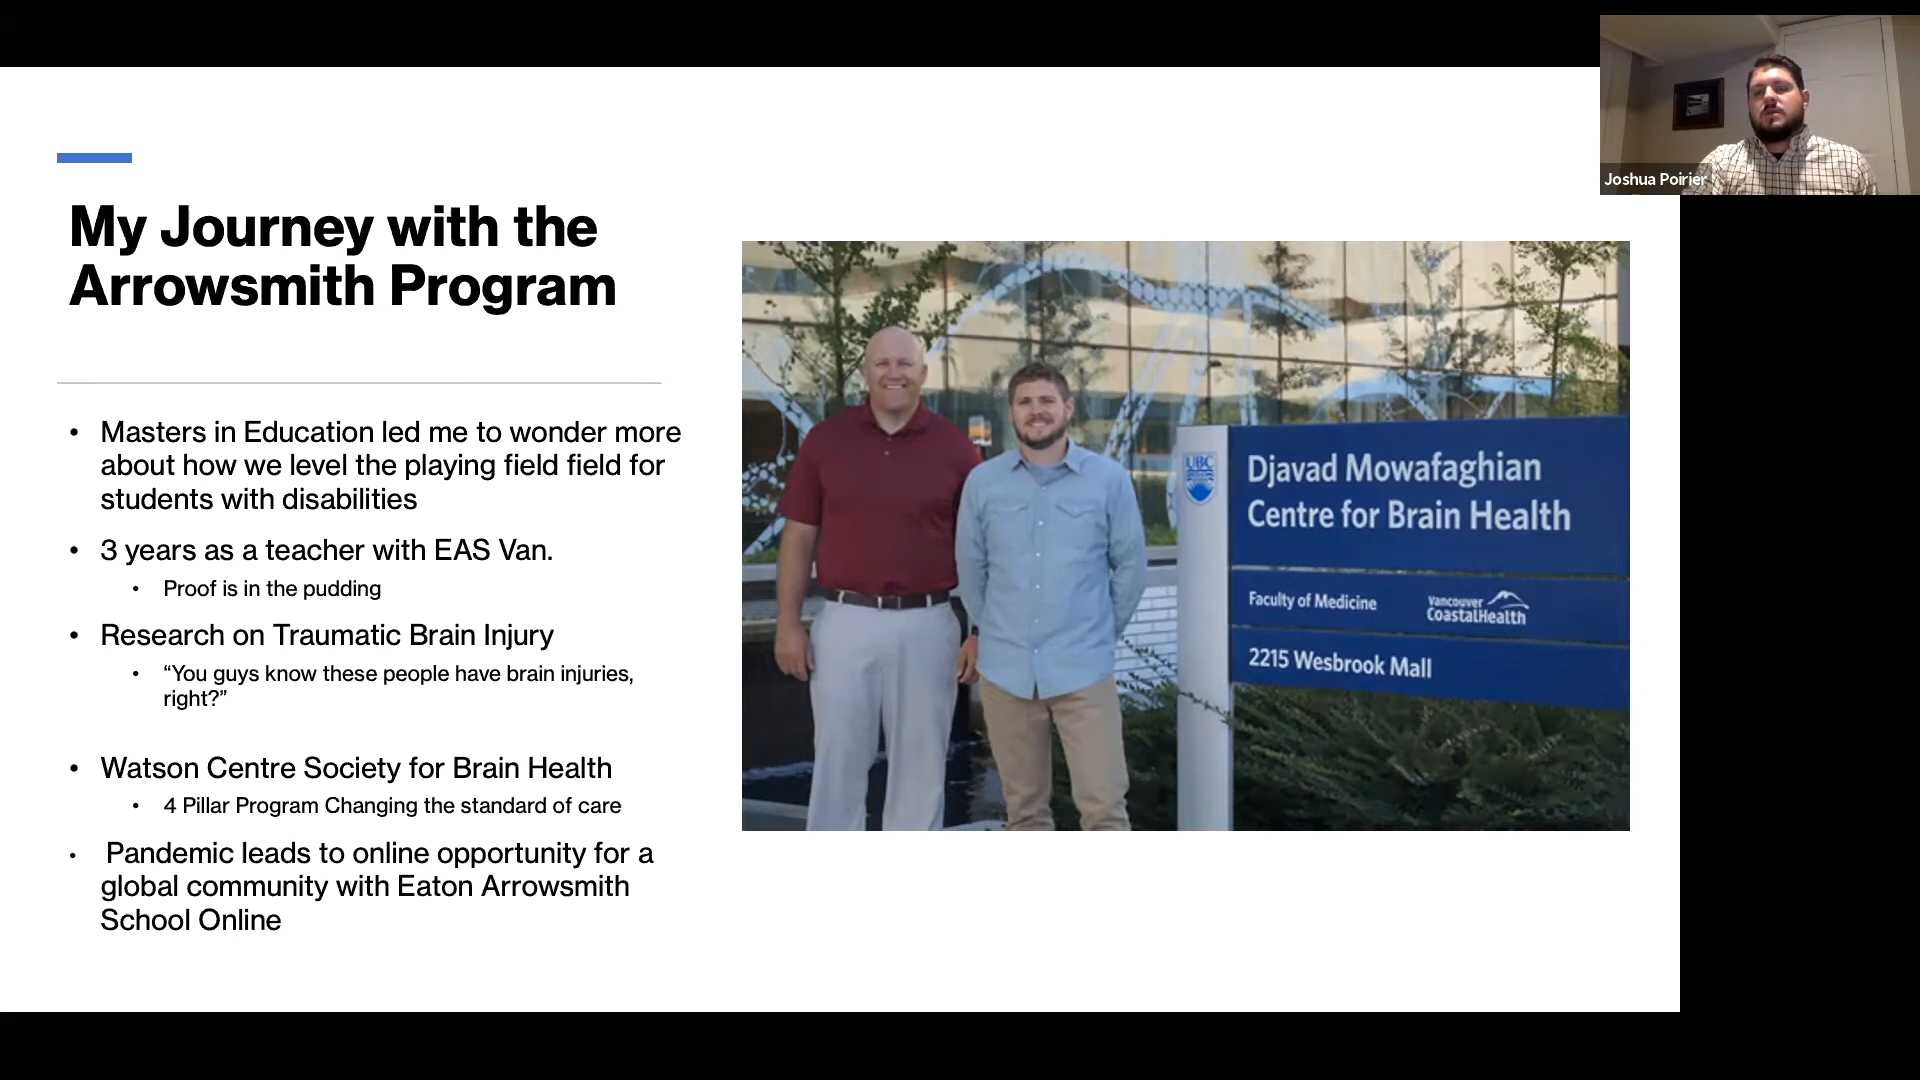 Joshua Poirier
My Journey with the
Arrowsmith Program
• Masters in Education led me to wonder more
about how we level the playing field field for
students with disabilities
• 3 years as a teacher with EAS Van.
• Proof is in the pudding
• Research on Traumatic Brain Injury
• “You guys know these people have brain injuries,
right?”
• Watson Centre Society for Brain Health
• 4 Pillar Program Changing the standard of care
• Pandemic leads to online opportunity for a
global community with Eaton Arrowsmith
School Online
UBC
Djavad Mowafaghian
Centre for Brain Health
Faculty of Medicine
Vancouver
CoastalHealth
2215 Wesbrook Mall